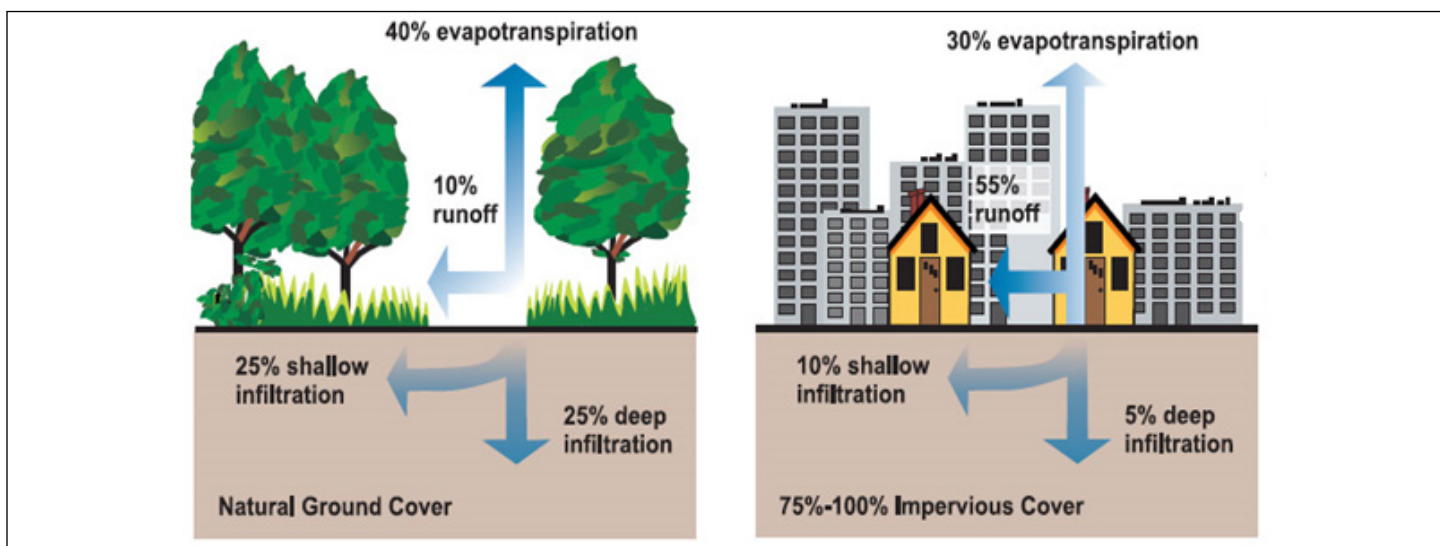 40% evapotranspiration
10%
runoff
25% shallow
infiltration
25% deep
infiltration
Natural Ground Cover
30% evapotranspiration
55%
runoff
10% shallow
infiltration
5% deep
infiltration
75%-100% Impervious Cover